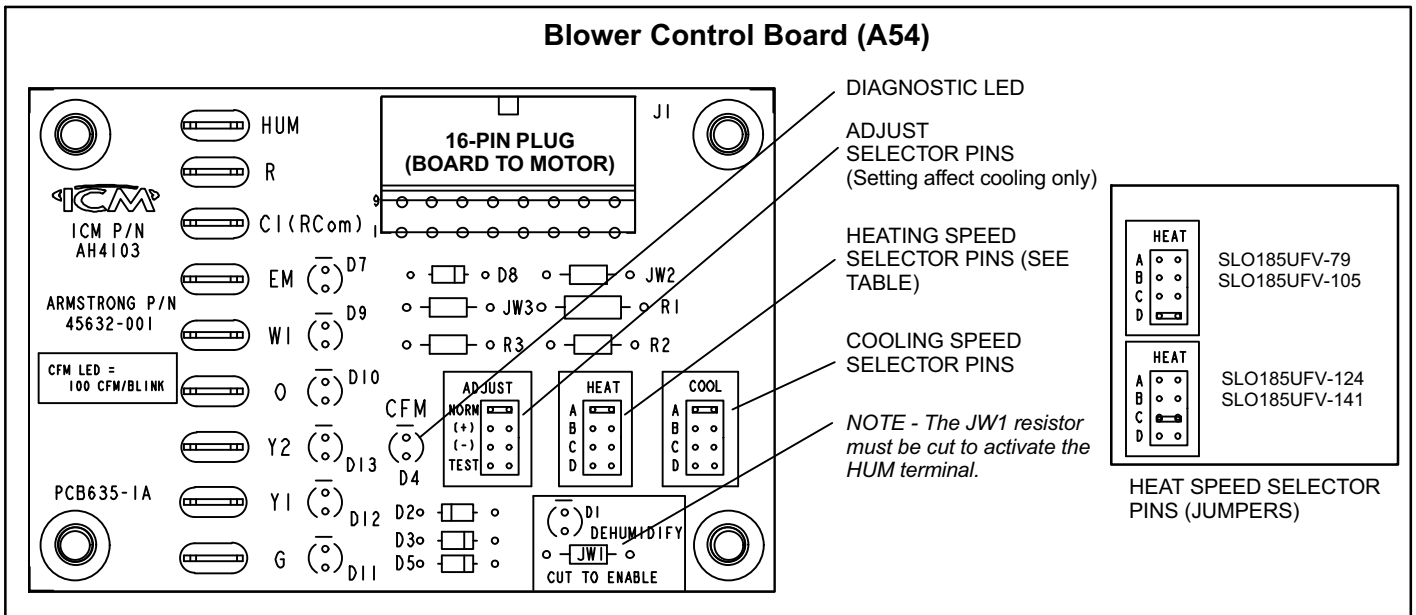 Blower Control Board (A54)
HUM
R
C1(RCom)
EM
W1
O
Y2
Y1
G
ICM
ICM P/N
AH4103
ARMSTRONG P/N
45632-001
CFM LED =
100 CFM/BLINK
PCB635-1A
16-PIN PLUG
(BOARD TO MOTOR)
J1
9
1
D7
D9
D10
D13
D12
D11
D8
JW2
JW3
R1
R3
R2
CFM
D4
ADJUST
NORM
(+)
(-)
TEST
HEAT
A
B
C
D
COOL
A
B
C
D
D2
D3
D5
D1
DEHUMIDIFY
JW1
CUT TO ENABLE
DIAGNOSTIC LED
ADJUST
SELECTOR PINS
(Setting affect cooling only)
HEATING SPEED
SELECTOR PINS (SEE
TABLE)
COOLING SPEED
SELECTOR PINS
NOTE - The JW1 resistor
must be cut to activate the
HUM terminal.
HEAT
A
B
C
D
SLO185UFV-79
SLO185UFV-105
HEAT
A
B
C
D
SLO185UFV-124
SLO185UFV-141
HEAT SPEED SELECTOR
PINS (JUMPERS)